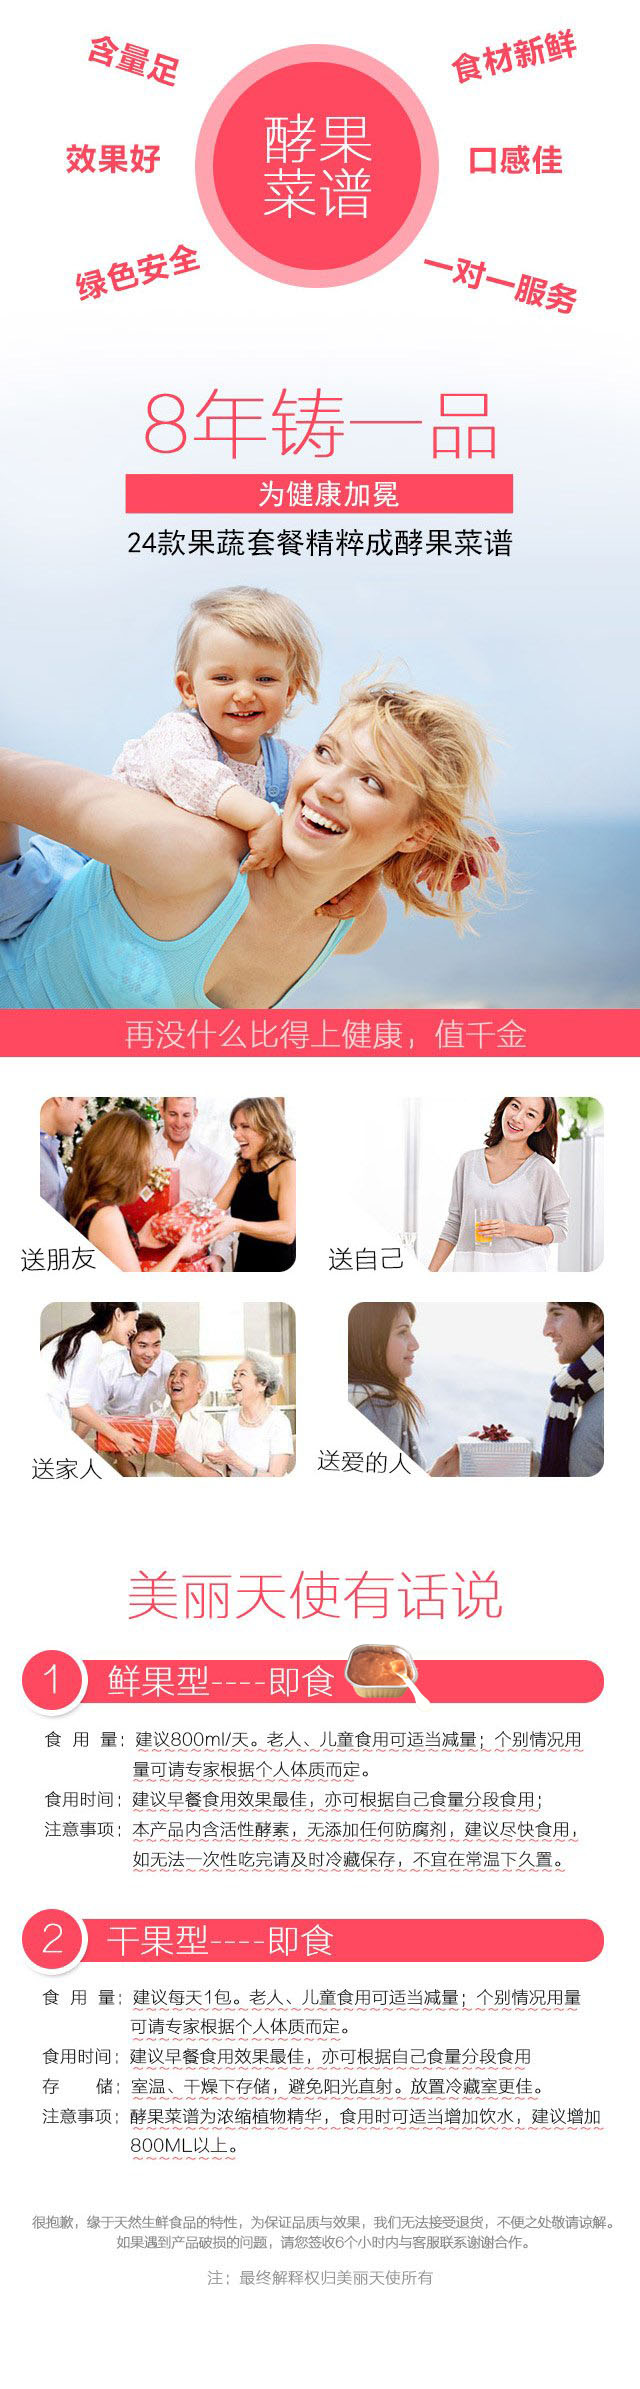 含量足
食材新鲜
效果好
酵果
菜谱
口感佳
绿色安全
一对一服务
8年铸一品
为健康加冕
24款果蔬套餐精粹成酵果菜谱
再没什么比得上健康，值千金
送朋友
送自己
送家人
送爱的人
美丽天使有话说
1 鲜果型----即食
食 用 量：建议800ml/天。老人、儿童食用可适当减量；个别情况用
量可请专家根据个人体质而定。
食用时间：建议早餐食用效果最佳，亦可根据自己食量分段食用；
注意事项：本产品内含活性酵素，无添加任何防腐剂，建议尽快食用，
如无法一次性吃完请及时冷藏保存，不宜在常温下久置。
2 干果型----即食
食 用 量：建议每天1包。老人、儿童食用可适当减量；个别情况用量
可请专家根据个人体质而定。
食用时间：建议早餐食用效果最佳，亦可根据自己食量分段食用
存 储：室温、干燥下存储，避免阳光直射。放置冷藏室更佳。
注意事项：酵果菜谱为浓缩植物精华，食用时可适当增加饮水，建议增加
800ML以上。
很抱歉，缘于天然生鲜食品的特性，为保证品质与效果，我们无法接受退货，不便之处敬请谅解。
如果遇到产品破损的问题，请您签收6个小时内与客服联系谢谢合作。
注：最终解释权归美丽天使所有